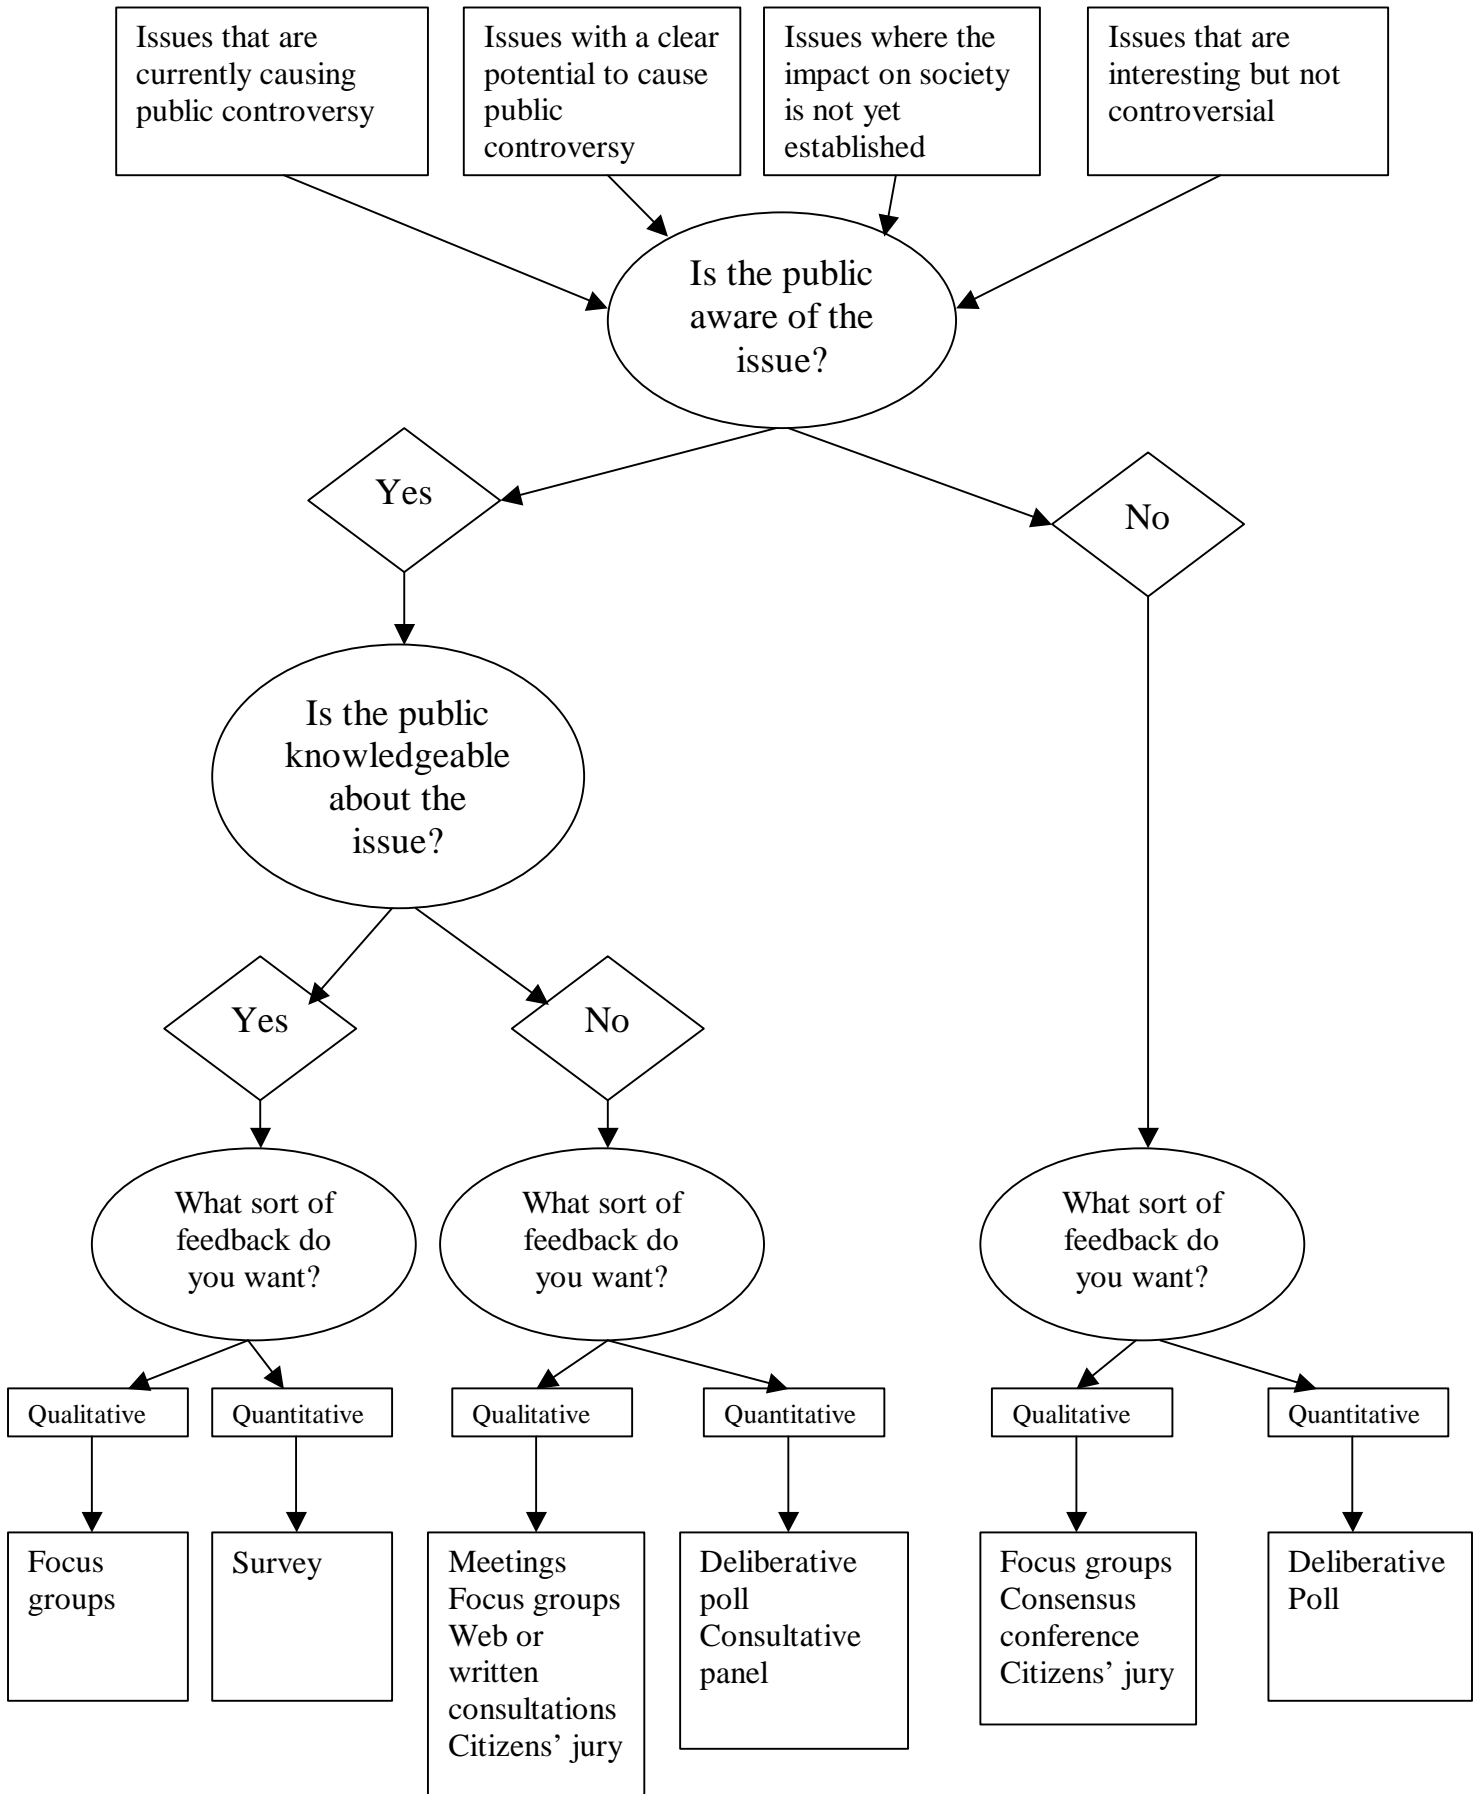 Issues that are
currently causing
public controversy
Issues with a clear
potential to cause
public
controversy
Issues where the
impact on society
is not yet
established
Issues that are
interesting but not
controversial
Is the public
aware of the
issue?
Yes
No
Is the public
knowledgeable
about the
issue?
Yes
No
What sort of
feedback do
you want?
What sort of
feedback do
you want?
What sort of
feedback do
you want?
Qualitative
Quantitative
Qualitative
Quantitative
Qualitative
Quantitative
Focus
groups
Survey
Meetings
Focus groups
Web or
written
consultations
Citizens’ jury
Deliberative
poll
Consultative
panel
Focus groups
Consensus
conference
Citizens’ jury
Deliberative
Poll